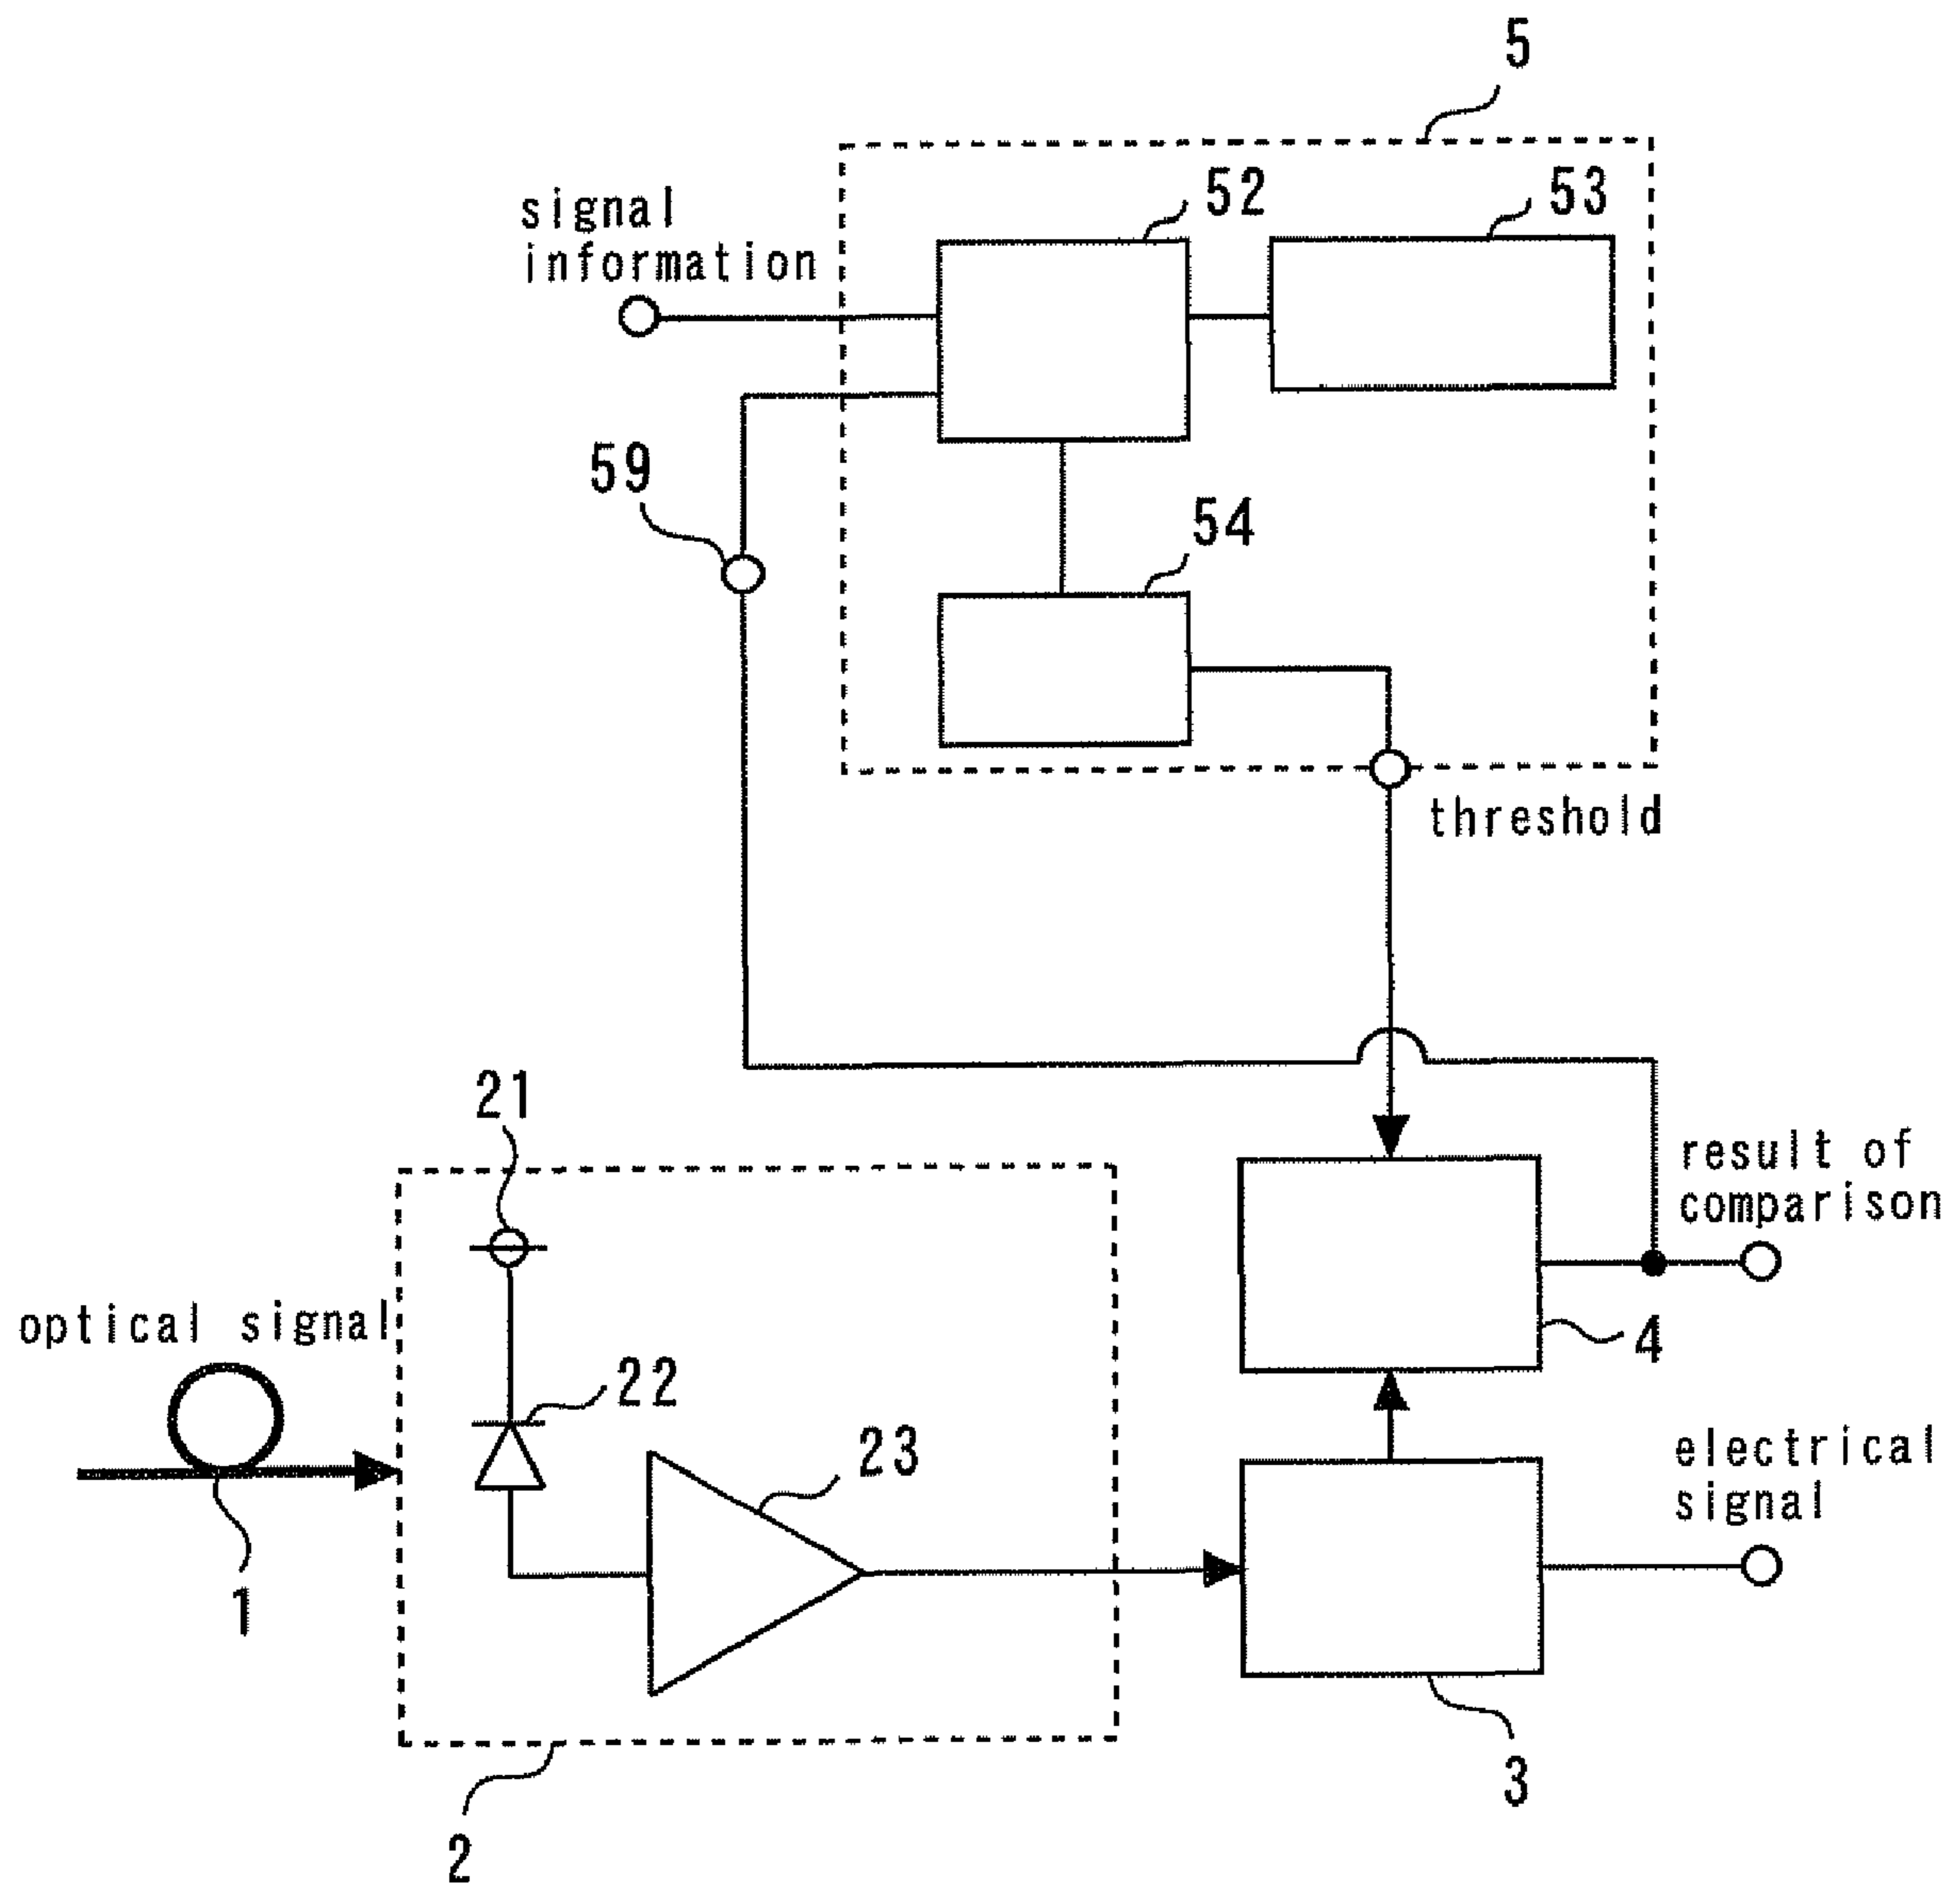 5
52
53
signal
information
59
54
threshold
21
result of
comparison
optical signal
4
22
23
electrical
signal
1
3
2